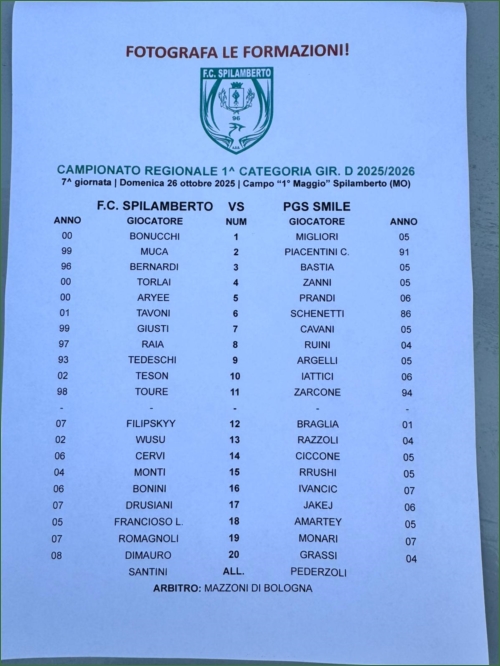 FOTOGRAFA LE FORMAZIONI!
F.C. SPILAMBERTO
96
CAMPIONATO REGIONALE 1^ CATEGORIA GIR. D 2025/2026
7^ giornata | Domenica 26 ottobre 2025 | Campo “1° Maggio” Spilamberto (MO)
F.C. SPILAMBERTO VS PGS SMILE
ANNO GIOCATORE NUM GIOCATORE ANNO
00 BONUCCHI 1 MIGLIORI 05
99 MUCA 2 PIACENTINI C. 91
96 BERNARDI 3 BASTIA 05
00 TORLAI 4 ZANNI 05
00 ARYEE 5 PRANDI 06
01 TAVONI 6 SCHENETTI 86
99 GIUSTI 7 CAVANI 05
97 RAIA 8 RUINI 04
93 TEDESCHI 9 ARGELLI 05
02 TESON 10 IATTICI 06
98 TOURE 11 ZARCONE 94
- - - - -
07 FILIPSKYY 12 BRAGLIA 01
02 WUSU 13 RAZZOLI 04
06 CERVI 14 CICCONE 05
04 MONTI 15 RRUSHI 05
06 BONINI 16 IVANCIC 07
07 DRUSIANI 17 JAKEJ 06
05 FRANCIOSO L. 18 AMARTEY 05
07 ROMAGNOLI 19 MONARI 07
08 DIMAURO 20 GRASSI 04
SANTINI ALL. PEDERZOLI
ARBITRO: MAZZONI DI BOLOGNA